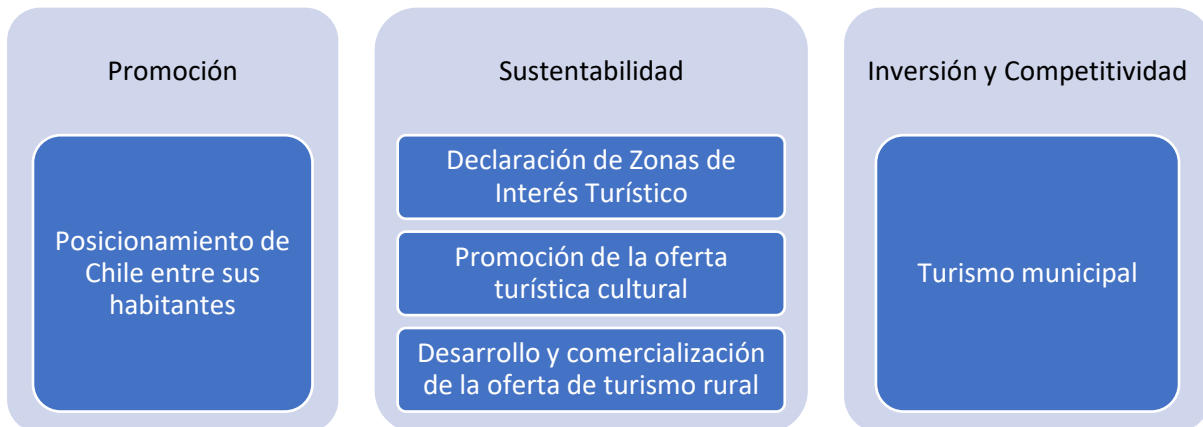 Promoción
Posicionamiento de
Chile entre sus
habitantes
Sustentabilidad
Declaración de Zonas de
Interés Turístico
Promoción de la oferta
turística cultural
Desarrollo y comercialización
de la oferta de turismo rural
Inversión y Competitividad
Turismo municipal